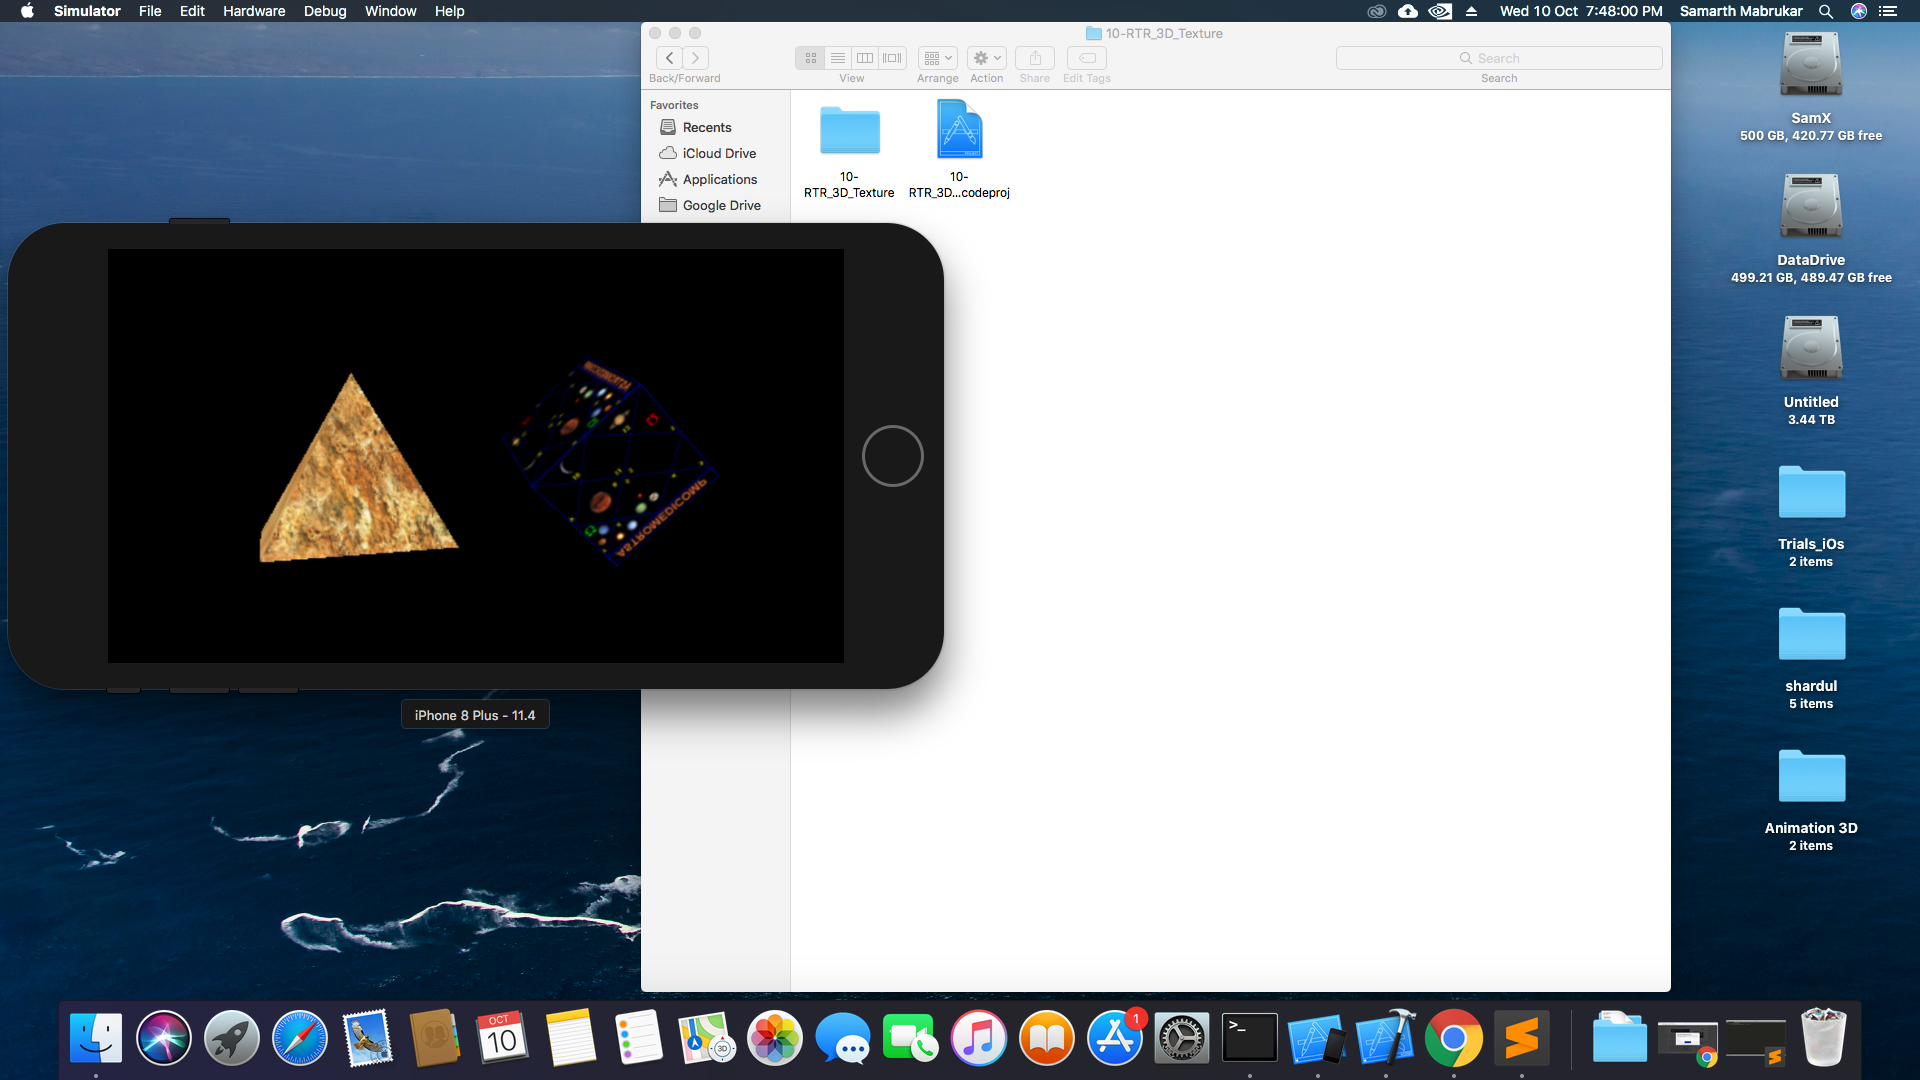 Simulator File Edit Hardware Debug Window Help
Wed 10 Oct 7:48:00 PM Samarth Mabrukar
10-RTR_3D_Texture
Search
Back/Forward View Arrange Action Share Edit Tags Search
Favorites
Recents
iCloud Drive
Applications
Google Drive
10-
RTR_3D_Texture
10-
RTR_3D...codeproj
ASTROMEDICOMP
iPhone 8 Plus - 11.4
SamX
500 GB, 420.77 GB free
DataDrive
499.21 GB, 489.47 GB free
Untitled
3.44 TB
Trials_iOs
2 items
shardul
5 items
Animation 3D
2 items
OCT
10
3D
1
>_